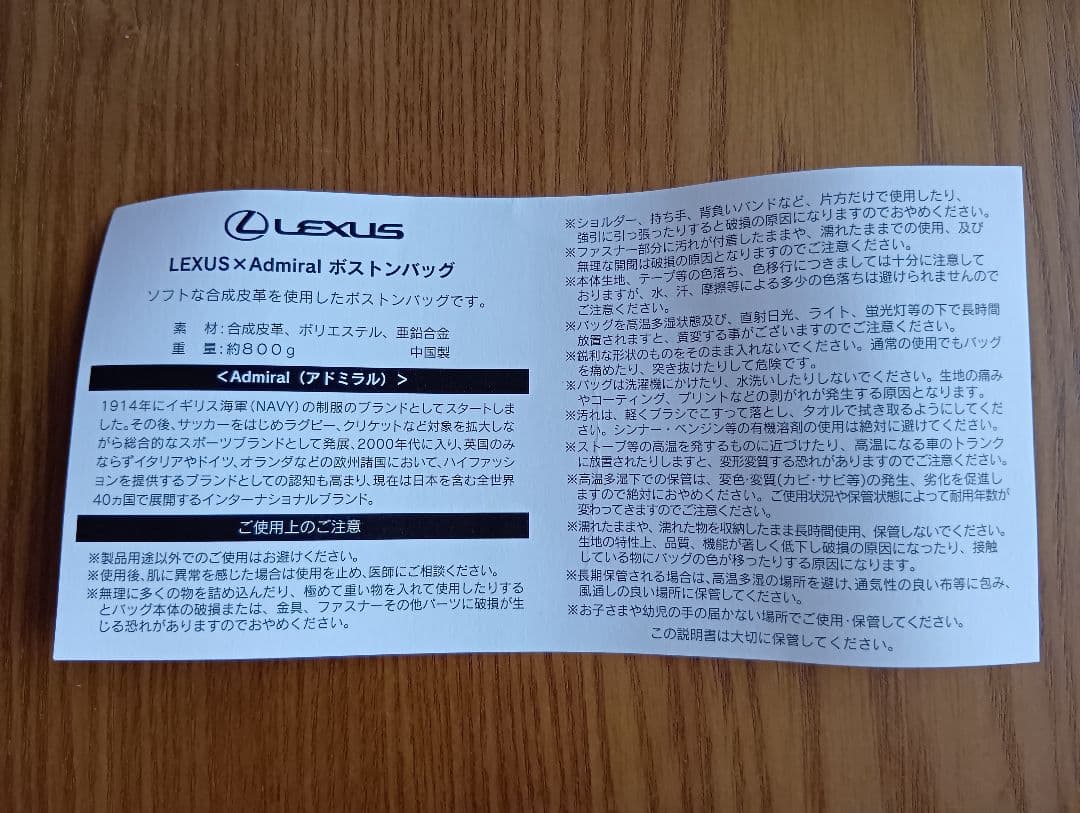 LEXUS
LEXUS×Admiral ボストンバッグ
ソフトな合成皮革を使用したボストンバッグです。
素　材:合成皮革、ポリエステル、亜鉛合金
重　量:約800g　中国製
<Admiral（アドミラル）>
1914年にイギリス海軍（NAVY）の制服のブランドとしてスタートしま
した。その後、サッカーをはじめラグビー、クリケットなど対象を拡大しな
がら総合的なスポーツブランドとして発展、2000年代に入り、英国のみ
ならずイタリアやドイツ、オランダなどの欧州諸国において、ハイファッシ
ョンを提供するブランドとしての認知も高まり、現在は日本を含む全世界
40ヵ国で展開するインターナショナルブランド。
ご使用上のご注意
※製品用途以外でのご使用はお避けください。
※使用後、肌に異常を感じた場合は使用を止め、医師にご相談ください。
※無理に多くの物を詰め込んだり、極めて重い物を入れて使用したりする
とバッグ本体の破損または、金具、ファスナーその他パーツに破損が生
じる恐れがありますのでおやめください。
※ショルダー、持ち手、背負いバンドなど、片方だけで使用したり、
強引に引っ張ったりすると破損の原因になりますのでおやめください。
※ファスナー部分に汚れが付着したままや、濡れたままでの使用、及び
無理な開閉は破損の原因となりますのでご注意ください。
※本体生地、テープ等の色落ち、色移行につきましては十分に注意して
おりますが、水、汗、摩擦等による多少の色落ちは避けられませんので
ご注意ください。
※バッグを高温多湿状態及び、直射日光、ライト、蛍光灯等の下で長時間
放置されますと、黄変する事がございますのでご注意ください。
※鋭利な形状のものをそのまま入れないでください。通常の使用でもバッグ
を痛めたり、突き抜けたりして危険です。
※バッグは洗濯機にかけたり、水洗いしたりしないでください。生地の痛み
やコーティング、プリントなどの剥がれが発生する原因となります。
※汚れは、軽くブラシでこすって落とし、タオルで拭き取るようにしてくだ
さい。シンナー・ベンジン等の有機溶剤の使用は絶対に避けてください。
※ストーブ等の高温を発するものに近づけたり、高温になる車のトランク
に放置されたりしますと、変形変質する恐れがありますのでご注意ください。
※高温多湿下での保管は、変色・変質(カビ・サビ等)の発生、劣化を促進し
ますので絶対におやめください。ご使用状況や保管状態によって耐用年数が
変わってきますのでご注意ください。
※濡れたままや、濡れた物を収納したまま長時間使用、保管しないでください。
生地の特性上、品質、機能が著しく低下し破損の原因になったり、接触
している物にバッグの色が移ったりする原因になります。
※長期保管される場合は、高温多湿の場所を避け、通気性の良い布等に包み、
風通しの良い場所に保管してください。
※お子さまや幼児の手の届かない場所でご使用・保管してください。
この説明書は大切に保管してください。